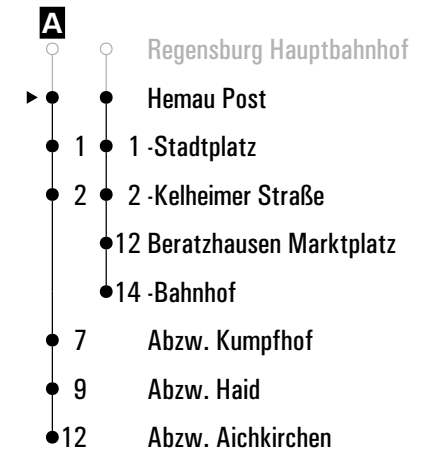 A
Regensburg Hauptbahnhof
Hemau Post
1 1 -Stadtplatz
2 2 -Kelheimer Straße
12 Beratzhausen Marktplatz
14 -Bahnhof
7 Abzw. Kumpfhof
9 Abzw. Haid
12 Abzw. Aichkirchen